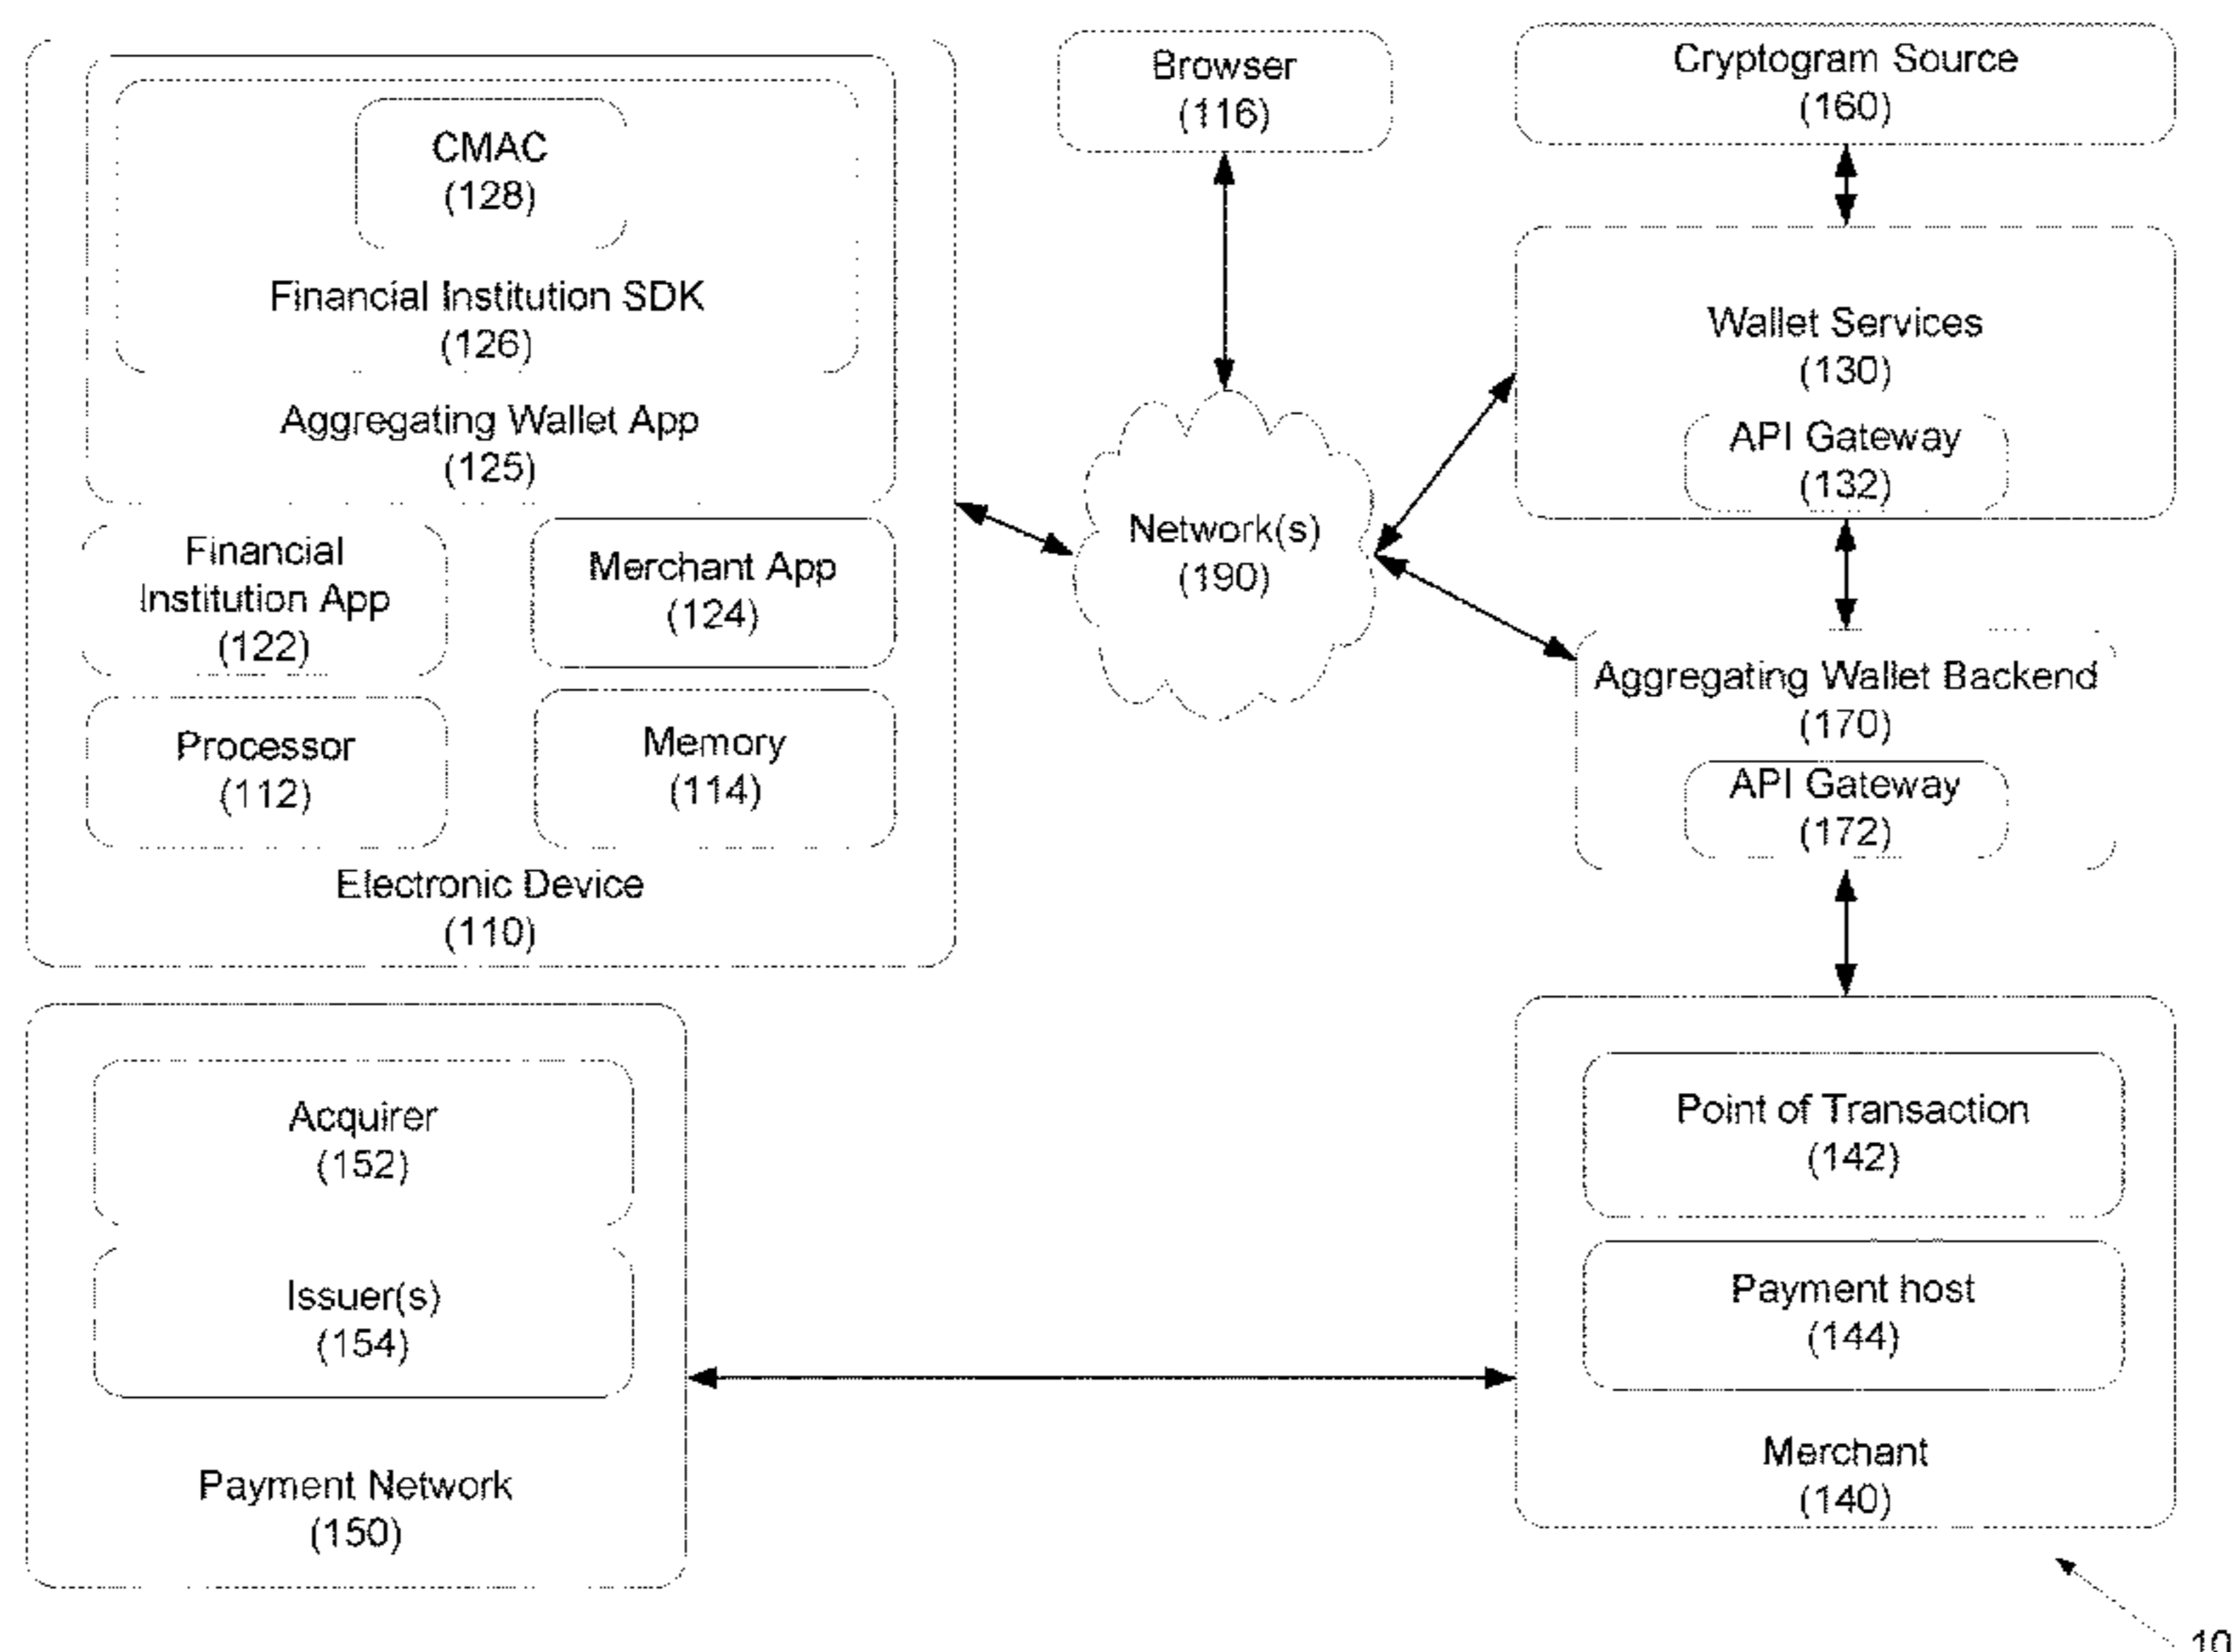 CMAC
(128)
Financial Institution SDK
(126)
Aggregating Wallet App
(125)
Financial
Institution App
(122)
Merchant App
(124)
Processor
(112)
Memory
(114)
Electronic Device
(110)
Browser
(116)
Network(s)
(190)
Cryptogram Source
(160)
Wallet Services
(130)
API Gateway
(132)
Aggregating Wallet Backend
(170)
API Gateway
(172)
Acquirer
(152)
Issuer(s)
(154)
Payment Network
(150)
Point of Transaction
(142)
Payment host
(144)
Merchant
(140)